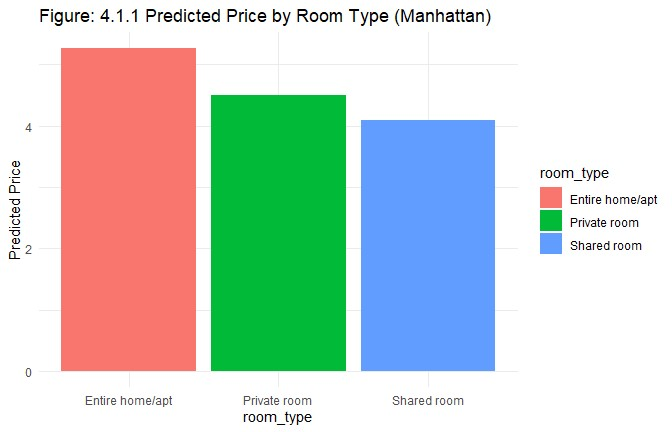 Figure: 4.1.1 Predicted Price by Room Type (Manhattan)
Predicted Price
4
2
0
Entire home/apt
Private room
Shared room
room_type
room_type
Entire home/apt
Private room
Shared room